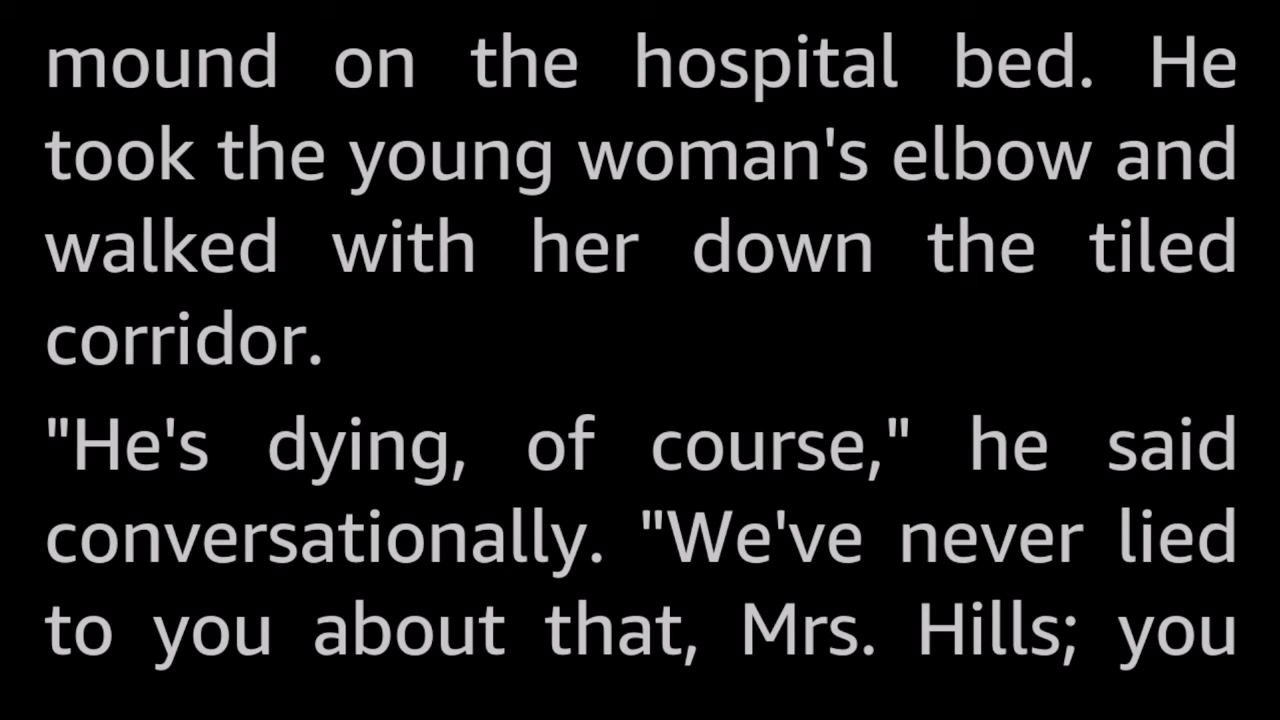 mound on the hospital bed. He
took the young woman's elbow and
walked with her down the tiled
corridor.
"He's dying, of course," he said
conversationally. "We've never lied
to you about that, Mrs. Hills; you